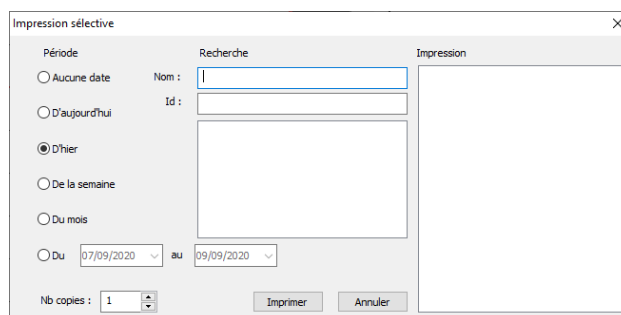 Impression sélective
Période Recherche Impression
Aucune date Nom :
Id :
D'aujourd'hui
D'hier
De la semaine
Du mois
Du 07/09/2020 au 09/09/2020
Nb copies : 1 Imprimer Annuler